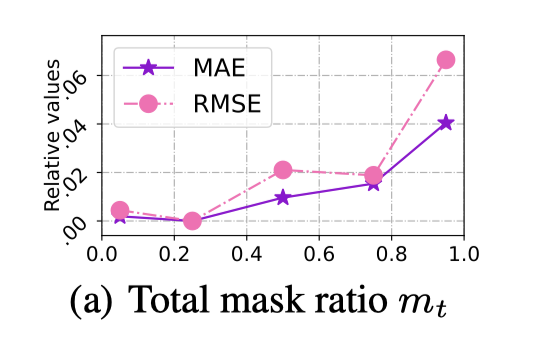 MAE
RMSE
Relative values
.06
.04
.02
.00
0.0 0.2 0.4 0.6 0.8 1.0
(a) Total mask ratio m_t